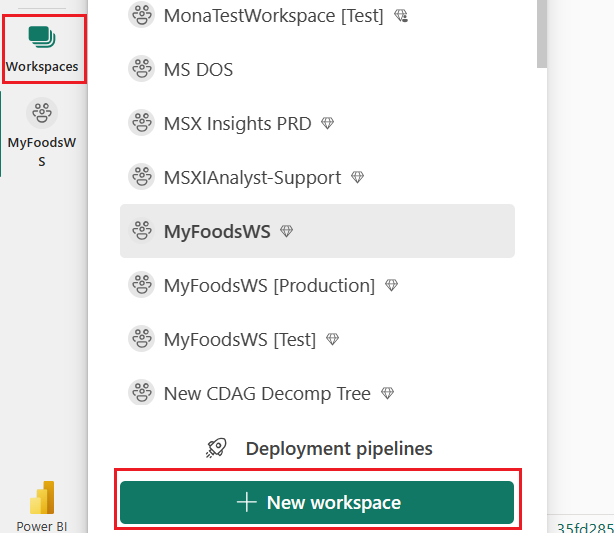 Workspaces
MyFoodsW
S
MonaTestWorkspace [Test]
MS DOS
MSX Insights PRD
MSXIAnalyst-Support
MyFoodsWS
MyFoodsWS [Production]
MyFoodsWS [Test]
New CDAG Decomp Tree
Deployment pipelines
New workspace
Power BI
35fd285